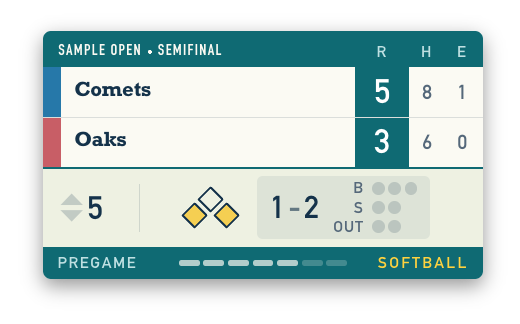 SAMPLE OPEN • SEMIFINAL R H E
Comets 5 8 1
Oaks 3 6 0
5 1-2 B
S
OUT
PREGAME SOFTBALL